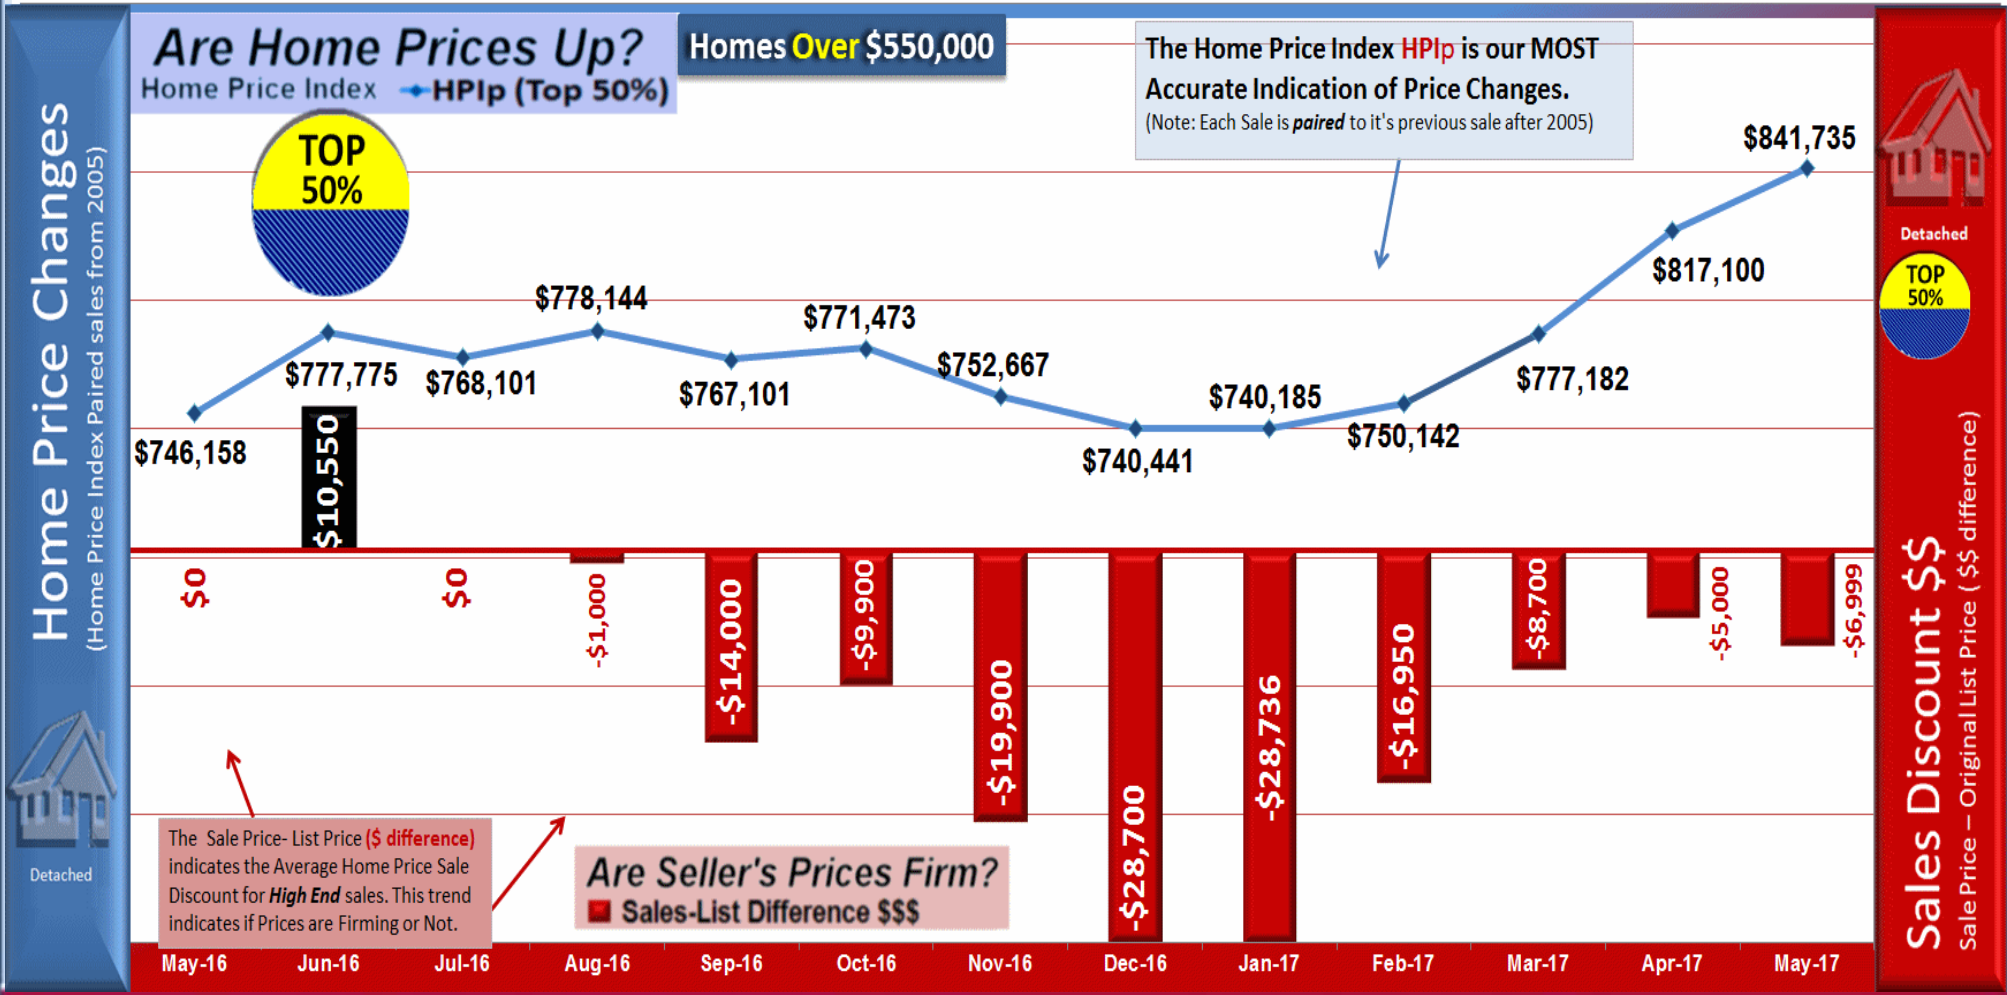 Home Price Changes
(Home Price Index Paired sales from 2005)
Detached
Are Home Prices Up?
Home Price Index HPIp (Top 50%)
Homes Over $550,000
The Home Price Index HPIp is our MOST
Accurate Indication of Price Changes.
(Note: Each Sale is paired to it's previous sale after 2005)
TOP
50%
$746,158
$777,775
$768,101
$778,144
$767,101
$771,473
$752,667
$740,441
$740,185
$750,142
$777,182
$817,100
$841,735
$0
$10,550
$0
-$1,000
-$14,000
-$9,900
-$19,900
-$28,700
-$28,736
-$16,950
-$8,700
-$5,000
-$6,999
The Sale Price- List Price ($ difference)
indicates the Average Home Price Sale
Discount for High End sales. This trend
indicates if Prices are Firming or Not.
Are Seller's Prices Firm?
Sales-List Difference $$$
May-16 Jun-16 Jul-16 Aug-16 Sep-16 Oct-16 Nov-16 Dec-16 Jan-17 Feb-17 Mar-17 Apr-17 May-17
Detached
TOP
50%
Sales Discount $$
Sale Price – Original List Price ( $$ difference)